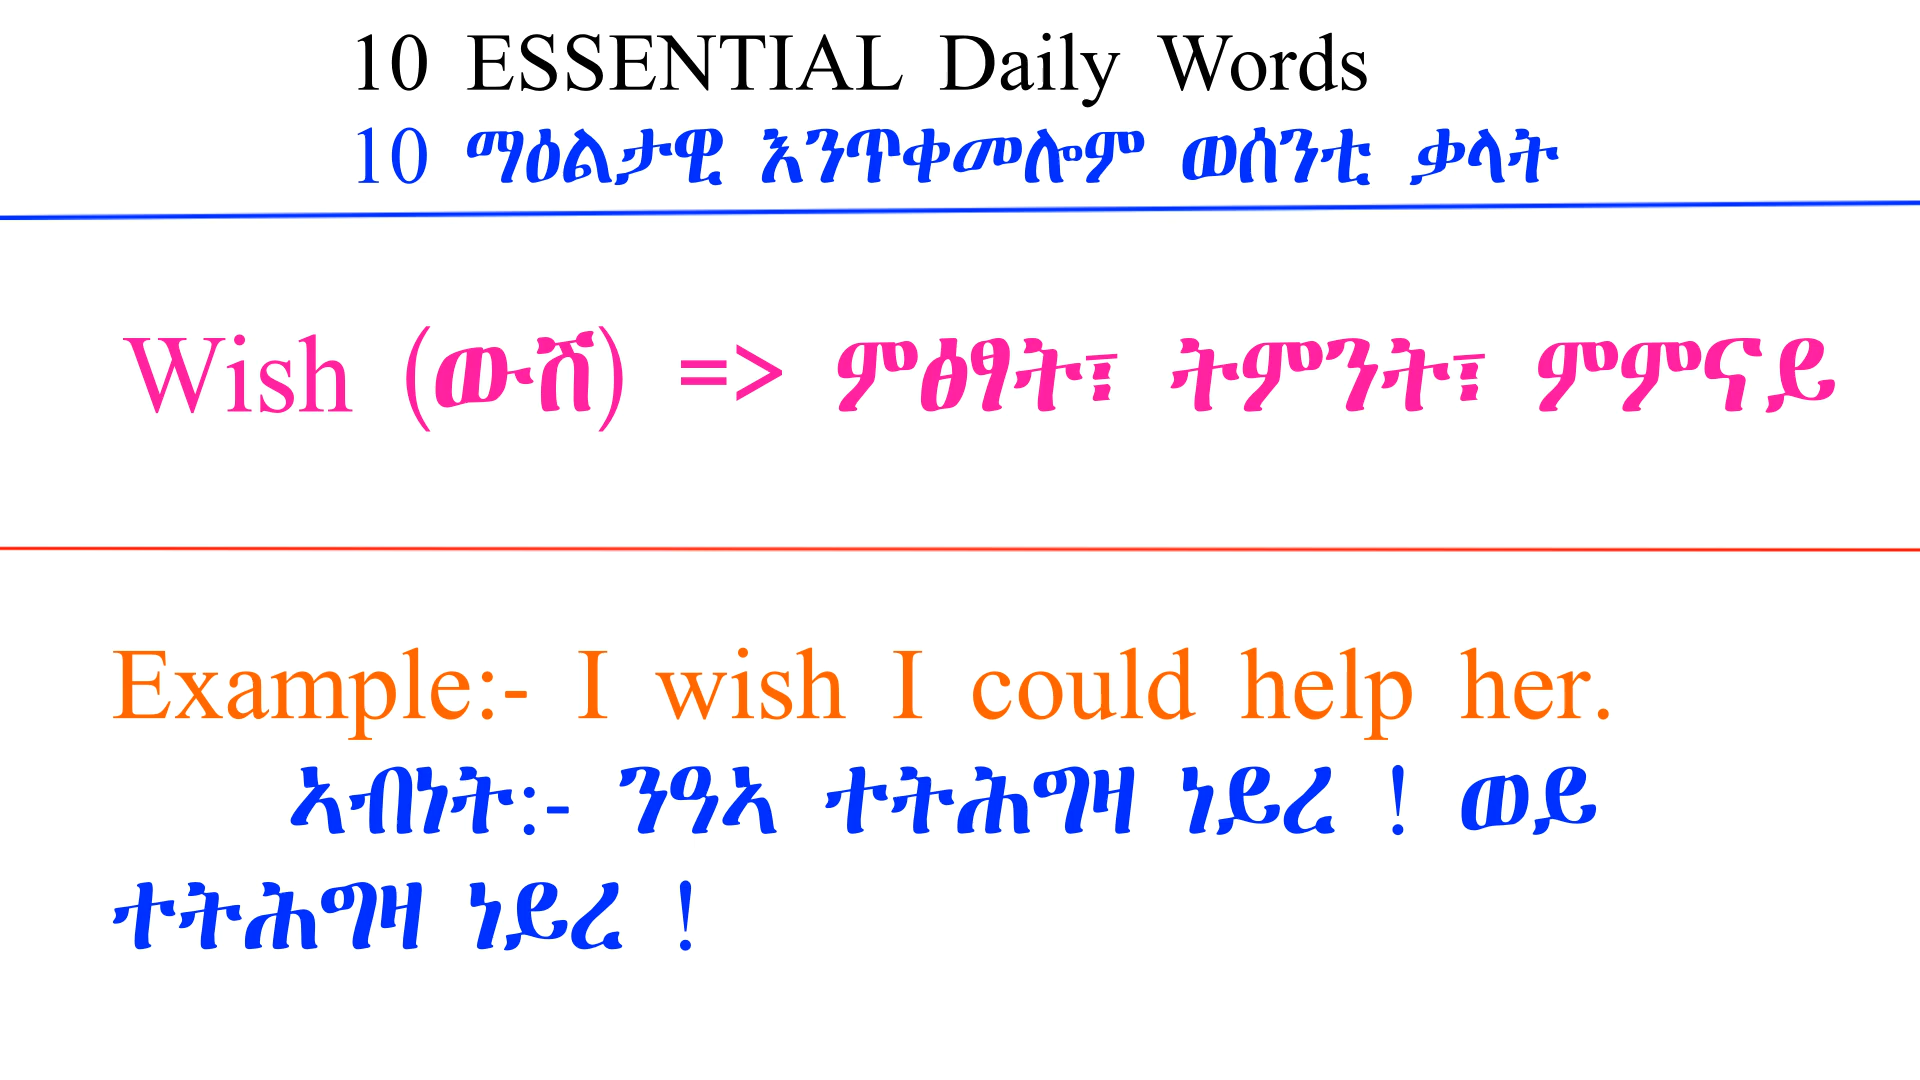 10 ESSENTIAL Daily Words
10 ማዕልታዊ እንጥቀመሎም ወሰንቲ ቃላት
Wish (ውሽ) => ምፅፃት፣ ትምንት፣ ምምናይ
Example:- I wish I could help her.
ኣብነት:- ንዓኣ ተትሕግዛ ነይረ ! ወይ
ተትሕግዛ ነይረ !